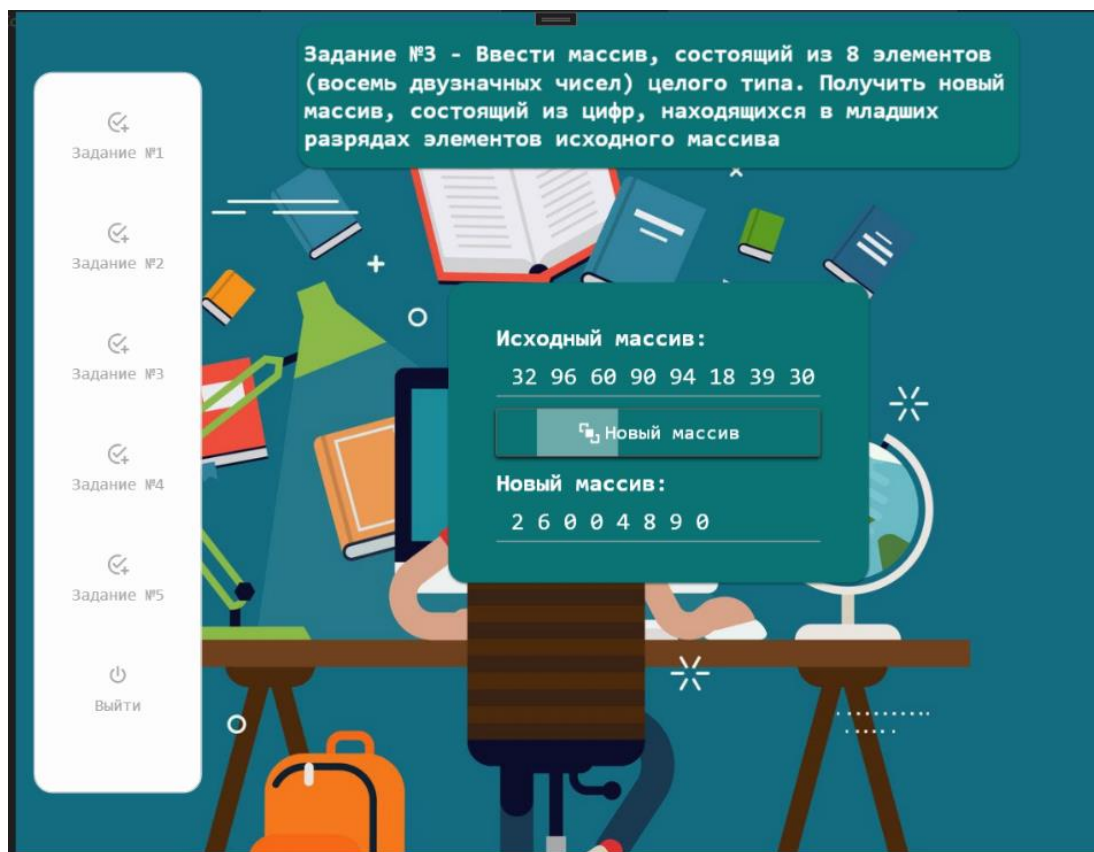 Задание №3 - Ввести массив, состоящий из 8 элементов
(восемь двузначных чисел) целого типа. Получить новый
массив, состоящий из цифр, находящихся в младших
разрядах элементов исходного массива
Задание №1
Задание №2
Задание №3
Задание №4
Задание №5
Выйти
Исходный массив:
32 96 60 90 94 18 39 30
Новый массив
Новый массив:
2 6 0 0 4 8 9 0